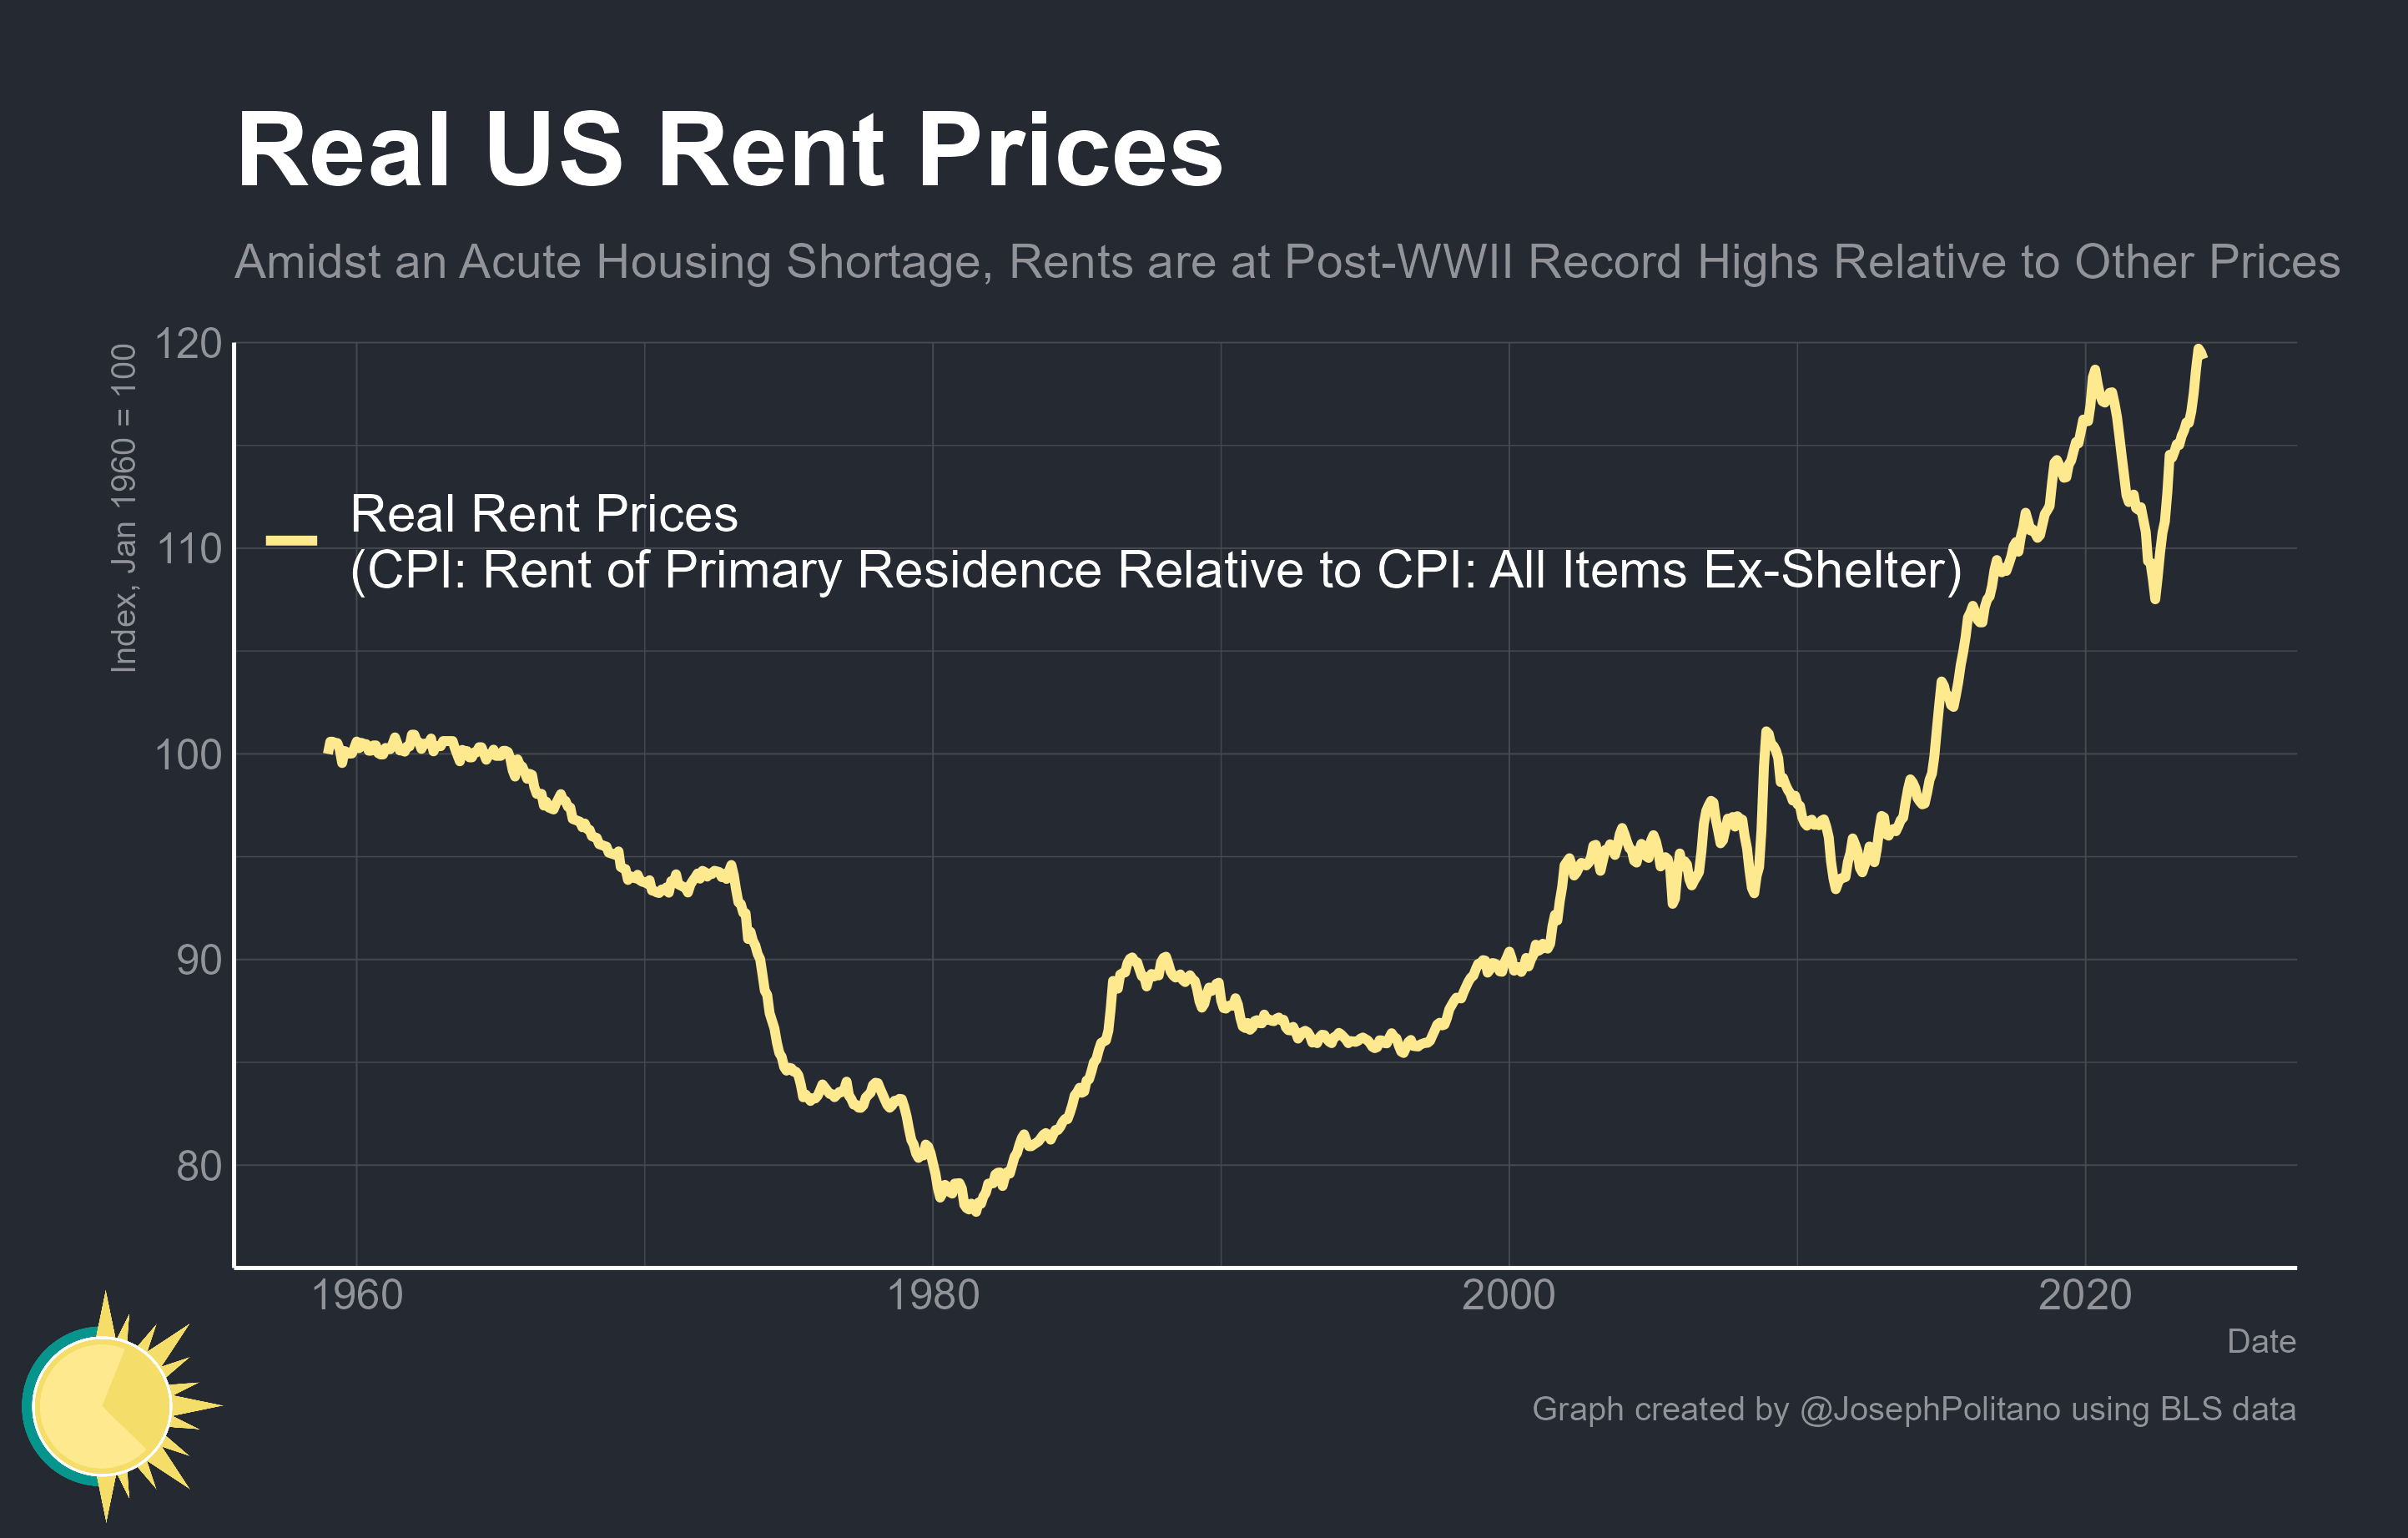 Real US Rent Prices
Amidst an Acute Housing Shortage, Rents are at Post-WWII Record Highs Relative to Other Prices
Index, Jan 1960 = 100
120
110
100
90
80
Real Rent Prices
(CPI: Rent of Primary Residence Relative to CPI: All Items Ex-Shelter)
1960 1980 2000 2020
Date
Graph created by @JosephPolitano using BLS data